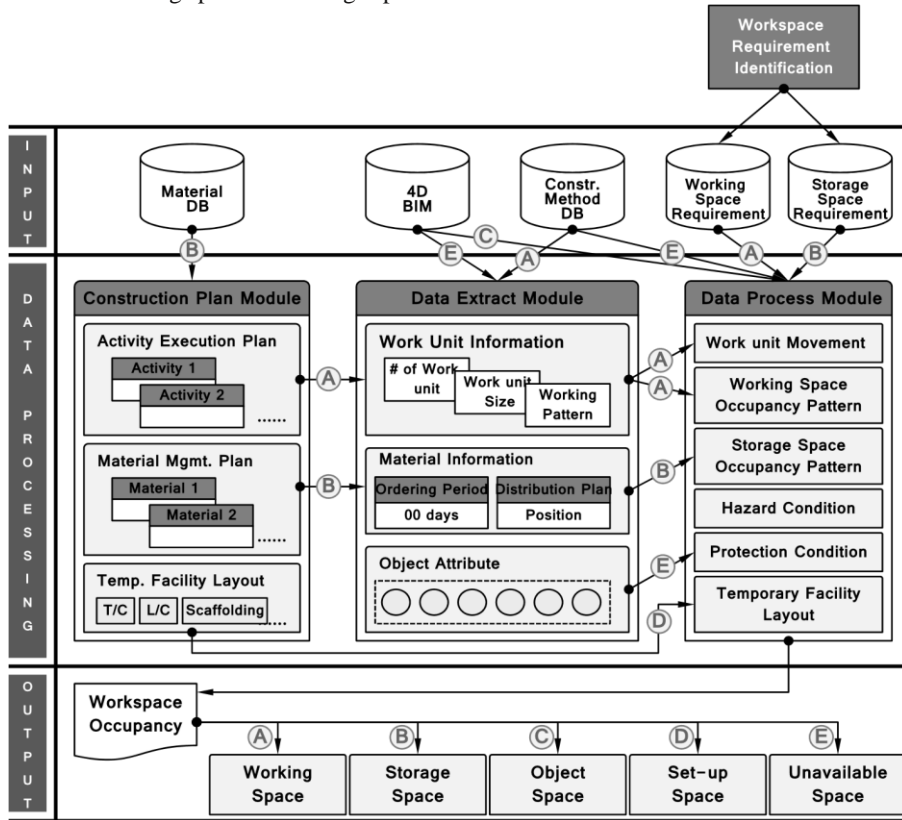 Workspace
Requirement
Identification
INPUT
Material
DB
4D
BIM
Constr.
Method
DB
Working
Space
Requirement
Storage
Space
Requirement
B
E
C
A
E
A
B
DATA PROCESSING
Construction Plan Module
Activity Execution Plan
Activity 1
Activity 2
......
Material Mgmt. Plan
Material 1
Material 2
......
Temp. Facility Layout
T/C
L/C
Scaffolding
......
A
B
Data Extract Module
Work Unit Information
# of Work
unit
Work unit
Size
Working
Pattern
Material Information
Ordering Period
00 days
Distribution Plan
Position
Object Attribute
A
A
B
E
D
Data Process Module
Work unit Movement
Working Space
Occupancy Pattern
Storage Space
Occupancy Pattern
Hazard Condition
Protection Condition
Temporary Facility
Layout
OUTPUT
Workspace
Occupancy
A
B
C
D
E
Working
Space
Storage
Space
Object
Space
Set-up
Space
Unavailable
Space